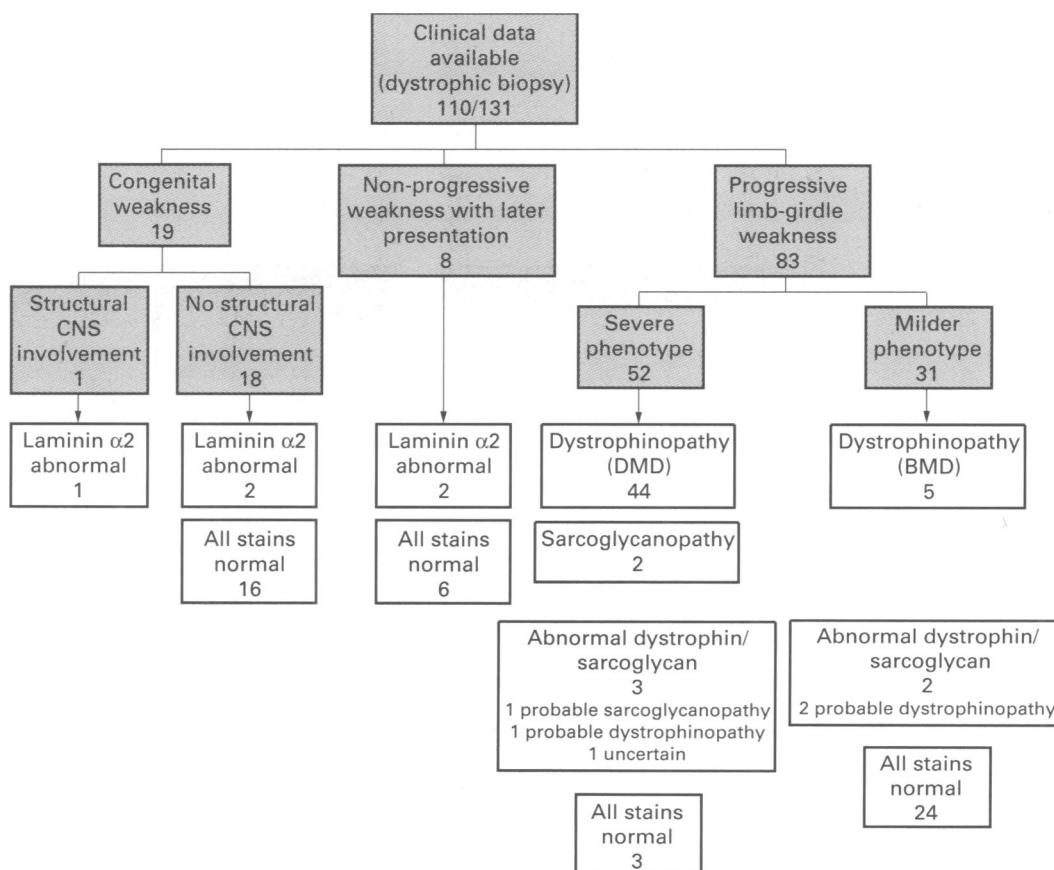 Clinical data
available
(dystrophic biopsy)
110/131
Congenital
weakness
19
Non-progressive
weakness with later
presentation
8
Progressive
limb-girdle
weakness
83
Structural
CNS
involvement
1
No structural
CNS
involvement
18
Severe
phenotype
52
Milder
phenotype
31
Laminin α2
abnormal
1
Laminin α2
abnormal
2
Laminin α2
abnormal
2
Dystrophinopathy
(DMD)
44
Dystrophinopathy
(BMD)
5
All stains
normal
16
All stains
normal
6
Sarcoglycanopathy
2
Abnormal dystrophin/
sarcoglycan
3
1 probable sarcoglycanopathy
1 probable dystrophinopathy
1 uncertain
Abnormal dystrophin/
sarcoglycan
2
2 probable dystrophinopathy
All stains
normal
24
All stains
normal
3